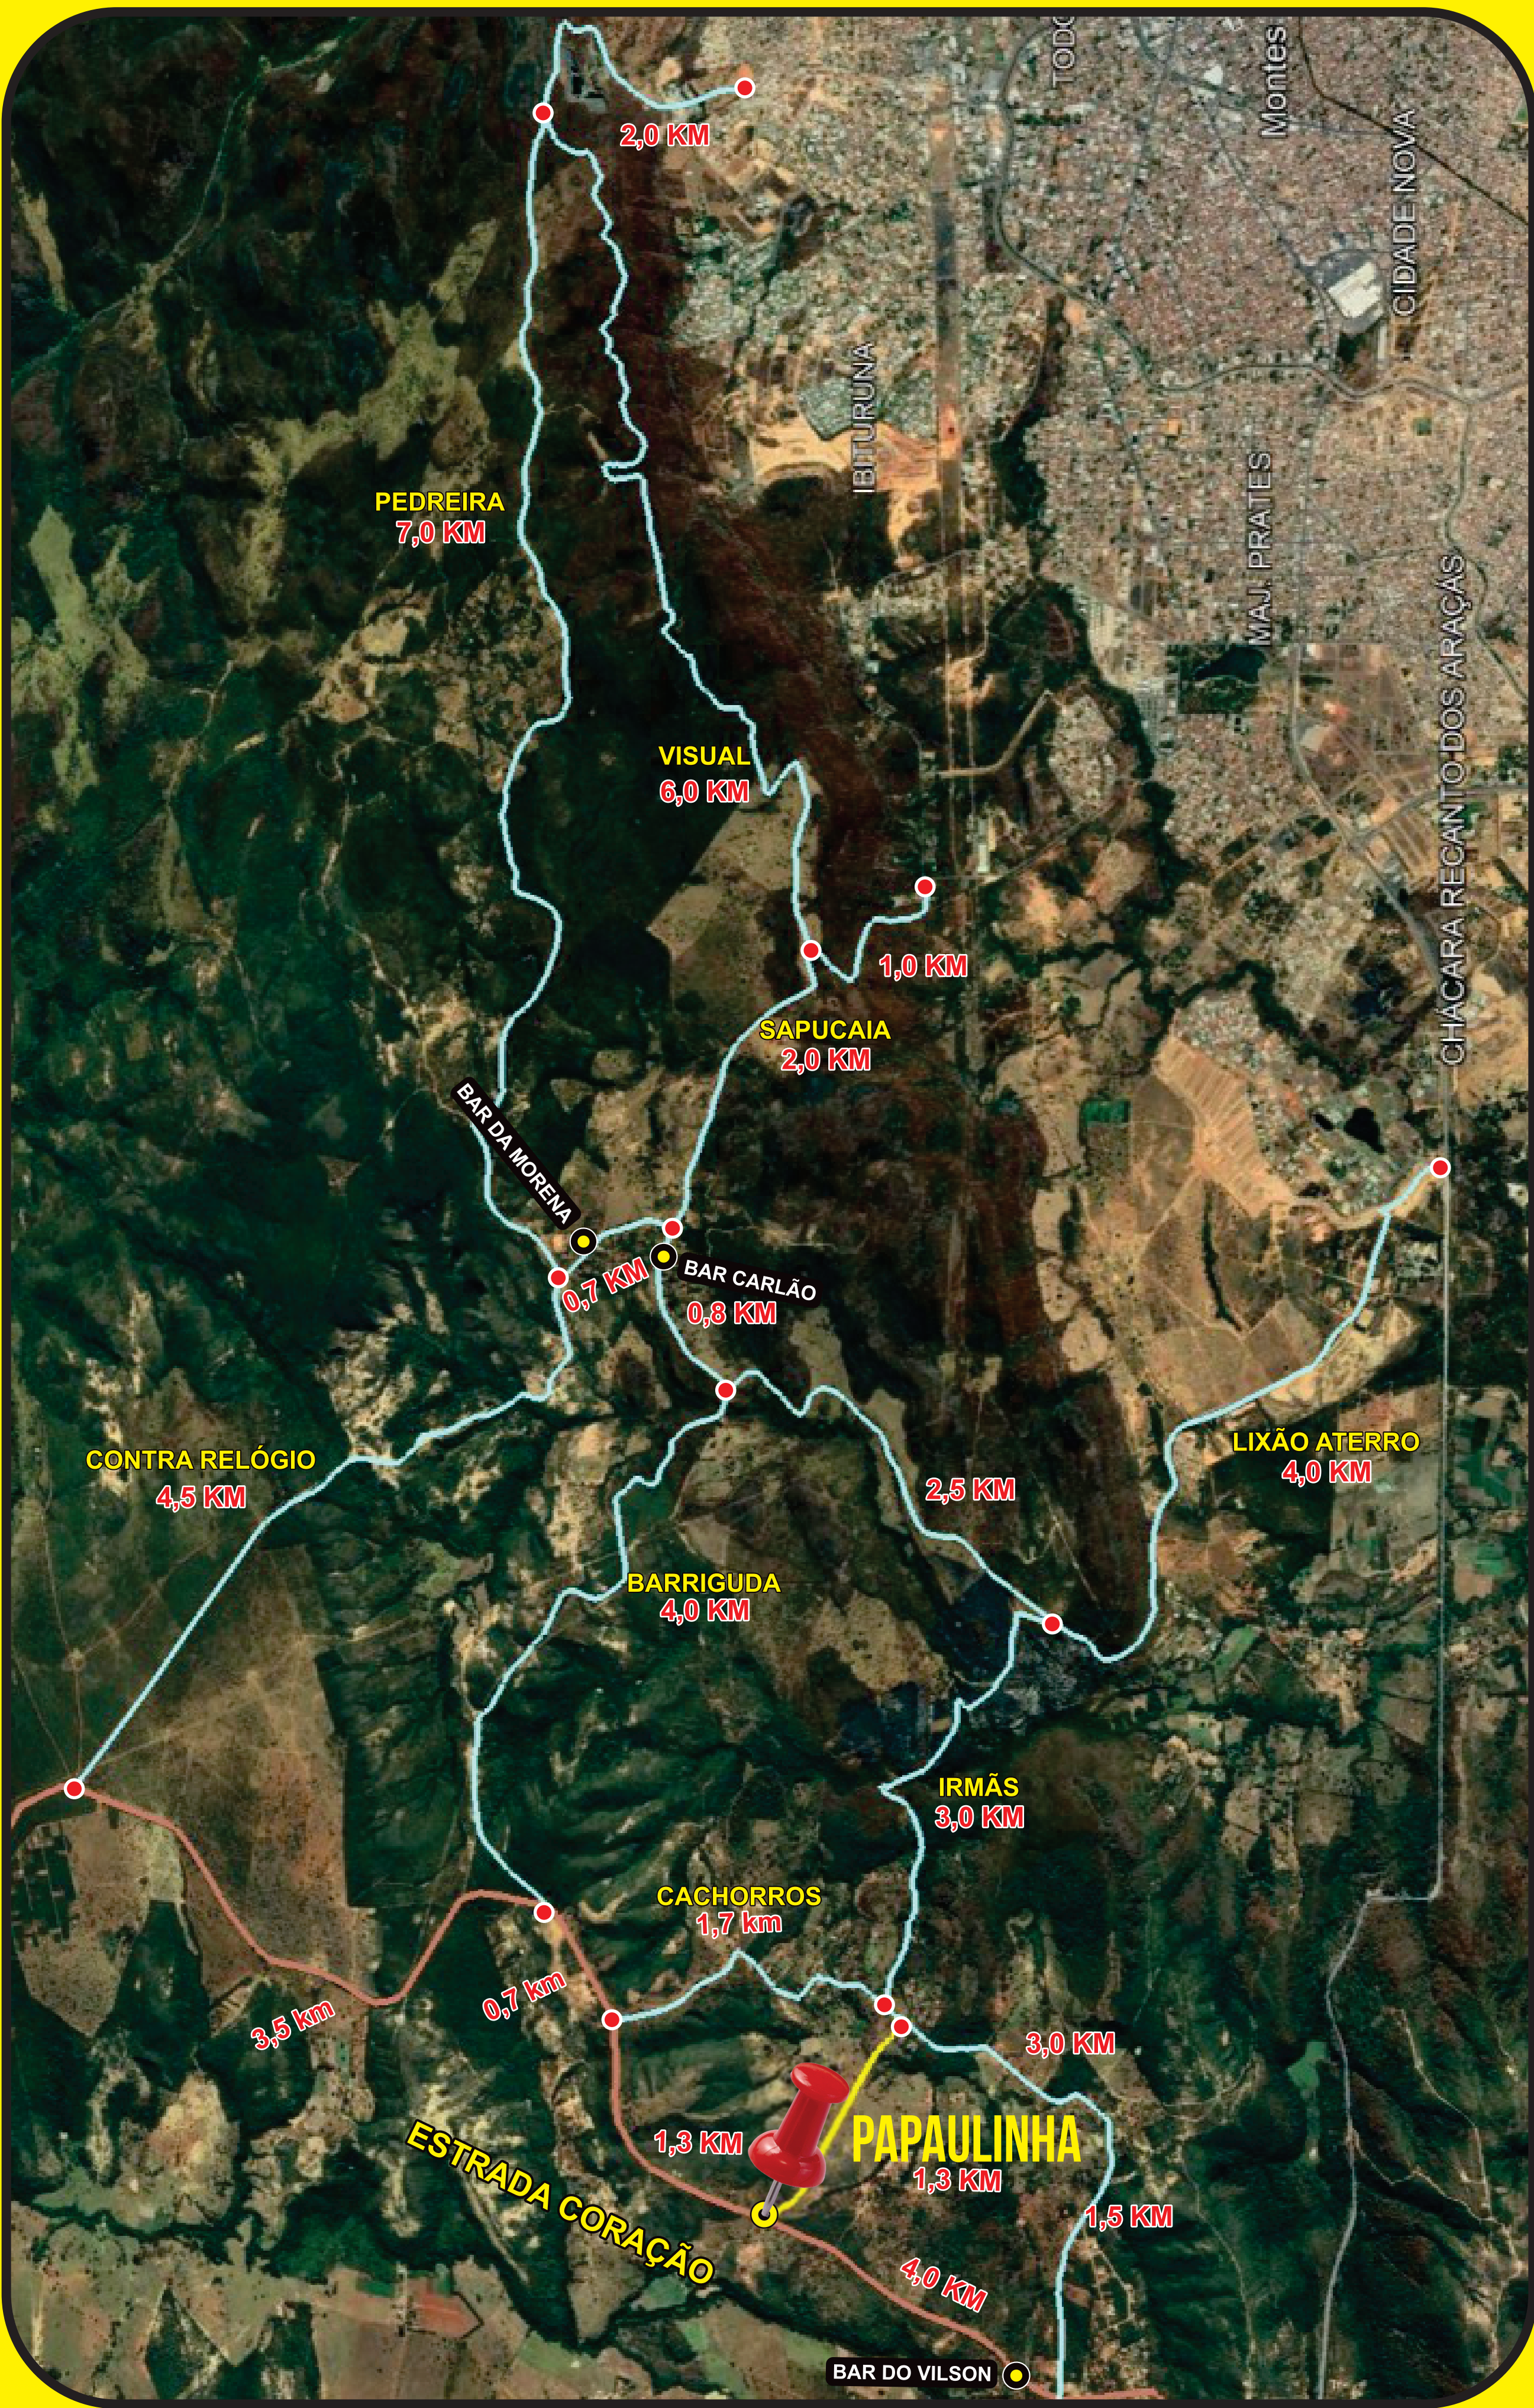 TODO
Montes
2,0 KM
CIDADE NOVA
IBITURUNA
PEDREIRA
7,0 KM
MAJ. PRATES
CHÁCARA RECANTO DOS ARAÇÁS
VISUAL
6,0 KM
1,0 KM
SAPUCAIA
2,0 KM
BAR DA MORENA
0,7 KM
BAR CARLÃO
0,8 KM
CONTRA RELÓGIO
4,5 KM
LIXÃO ATERRO
4,0 KM
2,5 KM
BARRIGUDA
4,0 KM
IRMÃS
3,0 KM
CACHORROS
1,7 km
0,7 km
3,5 km
3,0 KM
1,3 KM
PAPAULINHA
1,3 KM
ESTRADA CORAÇÃO
1,5 KM
4,0 KM
BAR DO VILSON